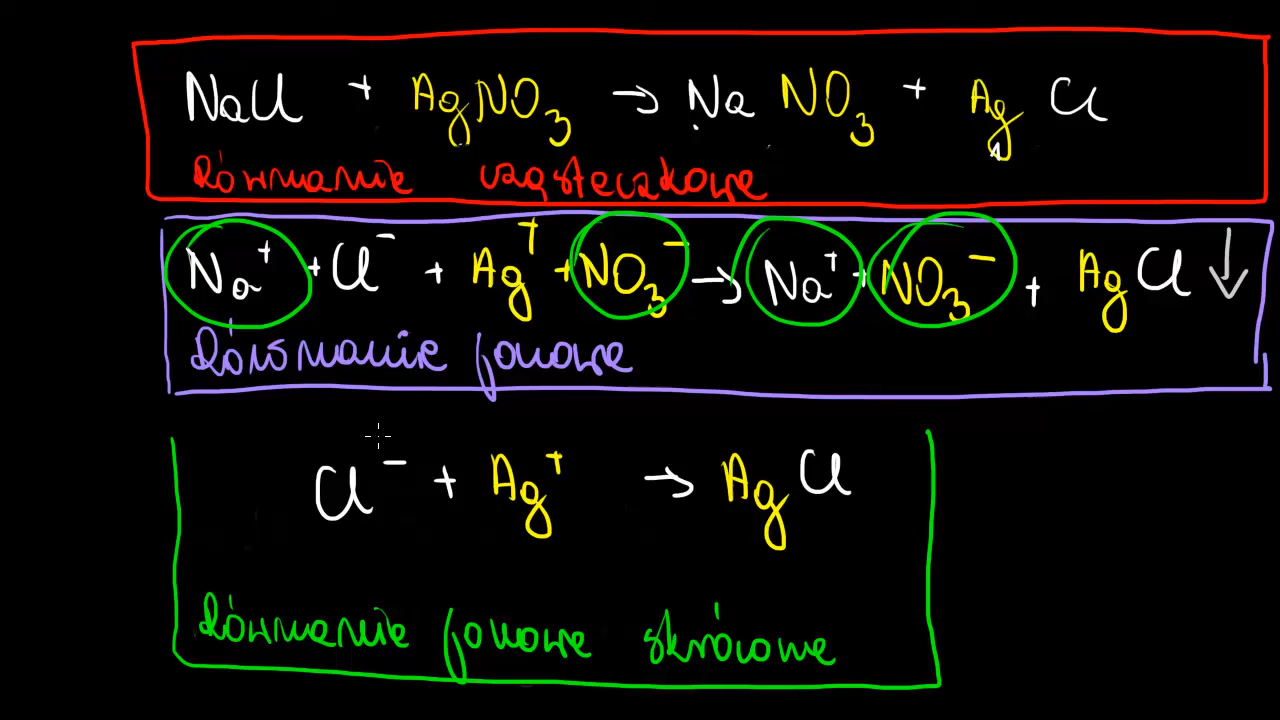 NaCl + AgNO₃ → NaNO₃ + AgCl
Równanie cząsteczkowe
Na⁺ + Cl⁻ + Ag⁺ + NO₃⁻ → Na⁺ + NO₃⁻ + AgCl ↓
Równanie jonowe
Cl⁻ + Ag⁺ → AgCl
Równanie jonowe skrócone